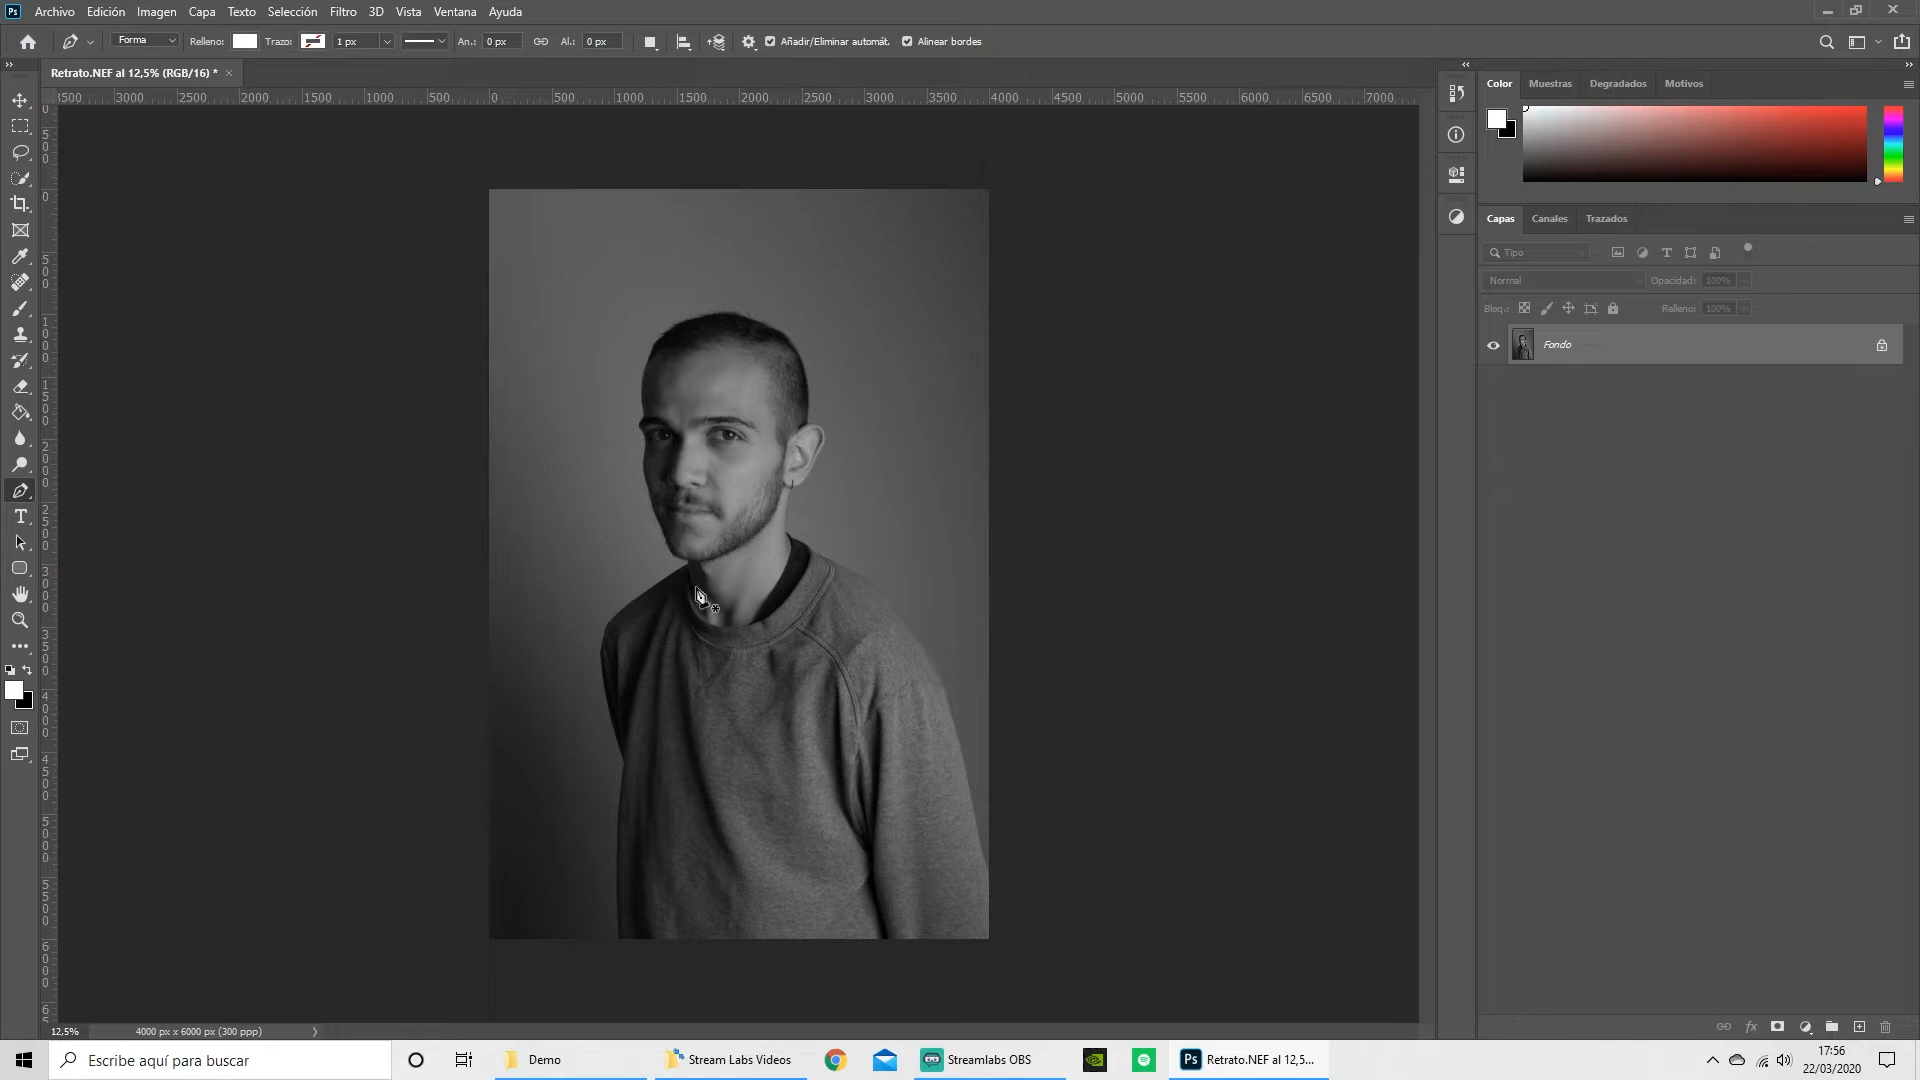 Ps Archivo Edición Imagen Capa Texto Selección Filtro 3D Vista Ventana Ayuda
Forma Relleno: Trazo: 1 px An.: 0 px Al.: 0 px Añadir/Eliminar automát. Alinear bordes
Retrato.NEF al 12,5% (RGB/16) * ×
3500 3000 2500 2000 1500 1000 500 0 500 1000 1500 2000 2500 3000 3500 4000 4500 5000 5500 6000 6500 7000
Color Muestras Degradados Motivos
Capas Canales Trazados
Tipo
Normal Opacidad: 100%
Bloq.: Relleno: 100%
Fondo
fx
12,5% 4000 px x 6000 px (300 ppp)
Escribe aquí para buscar
Demo
Stream Labs Videos
Streamlabs OBS
Ps Retrato.NEF al 12,5...
17:56
22/03/2020